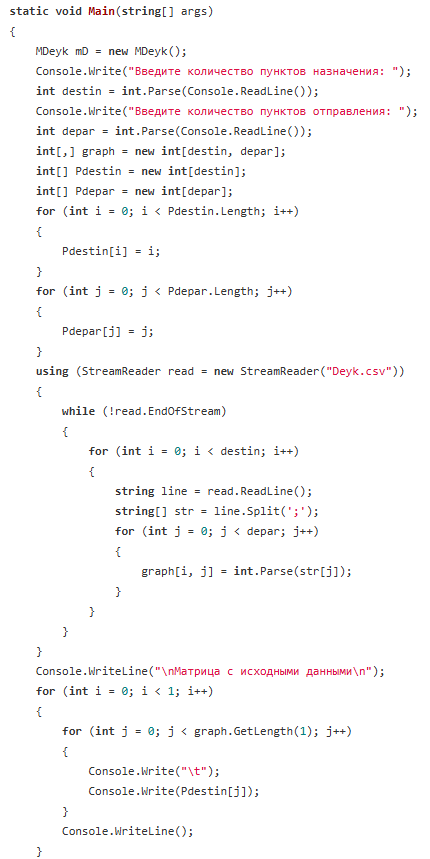 static void Main(string[] args)
{
    MDeyk mD = new MDeyk();
    Console.Write("Введите количество пунктов назначения: ");
    int destin = int.Parse(Console.ReadLine());
    Console.Write("Введите количество пунктов отправления: ");
    int depar = int.Parse(Console.ReadLine());
    int[,] graph = new int[destin, depar];
    int[] Pdestin = new int[destin];
    int[] Pdepar = new int[depar];
    for (int i = 0; i < Pdestin.Length; i++)
    {
        Pdestin[i] = i;
    }
    for (int j = 0; j < Pdepar.Length; j++)
    {
        Pdepar[j] = j;
    }
    using (StreamReader read = new StreamReader("Deyk.csv"))
    {
        while (!read.EndOfStream)
        {
            for (int i = 0; i < destin; i++)
            {
                string line = read.ReadLine();
                string[] str = line.Split(';');
                for (int j = 0; j < depar; j++)
                {
                    graph[i, j] = int.Parse(str[j]);
                }
            }
        }
    }
    Console.WriteLine("\nМатрица с исходными данными\n");
    for (int i = 0; i < 1; i++)
    {
        for (int j = 0; j < graph.GetLength(1); j++)
        {
            Console.Write("\t");
            Console.Write(Pdestin[j]);
        }
        Console.WriteLine();
    }